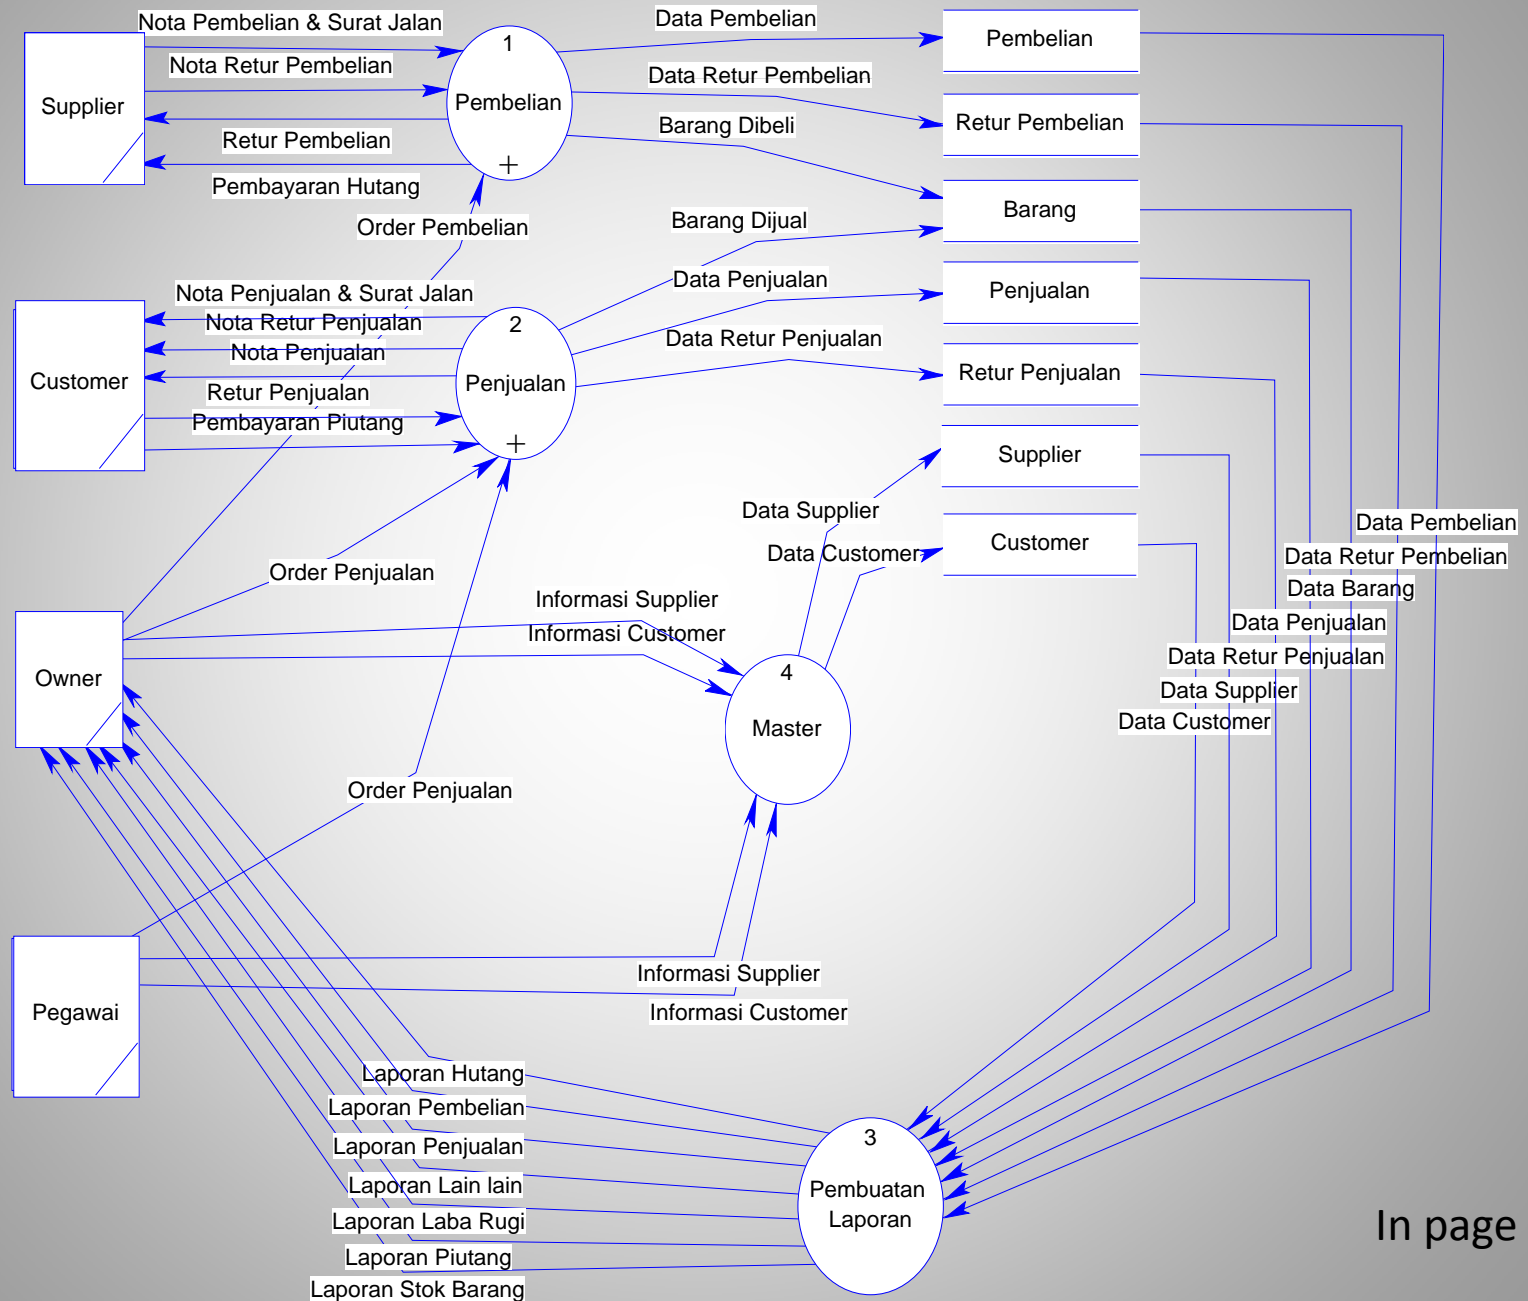 Nota Pembelian & Surat Jalan
Data Pembelian
1
Pembelian
Pembelian
Nota Retur Pembelian
Data Retur Pembelian
Supplier
Pembelian
Retur Pembelian
Barang Dibeli
Retur Pembelian
+
Pembayaran Hutang
Barang
Order Pembelian
Barang Dijual
Nota Penjualan & Surat Jalan
Data Penjualan
Penjualan
Nota Retur Penjualan
2
Data Retur Penjualan
Nota Penjualan
Customer
Penjualan
Retur Penjualan
Retur Penjualan
Pembayaran Piutang
+
Supplier
Data Supplier
Customer
Data Customer
Order Penjualan
Data Pembelian
Data Retur Pembelian
Data Barang
Data Penjualan
Data Retur Penjualan
Data Supplier
Data Customer
Informasi Supplier
Informasi Customer
Owner
4
Master
Order Penjualan
Informasi Supplier
Informasi Customer
Pegawai
Laporan Hutang
Laporan Pembelian
Laporan Penjualan
Laporan Lain lain
Laporan Laba Rugi
Laporan Piutang
Laporan Stok Barang
3
Pembuatan
Laporan
In page